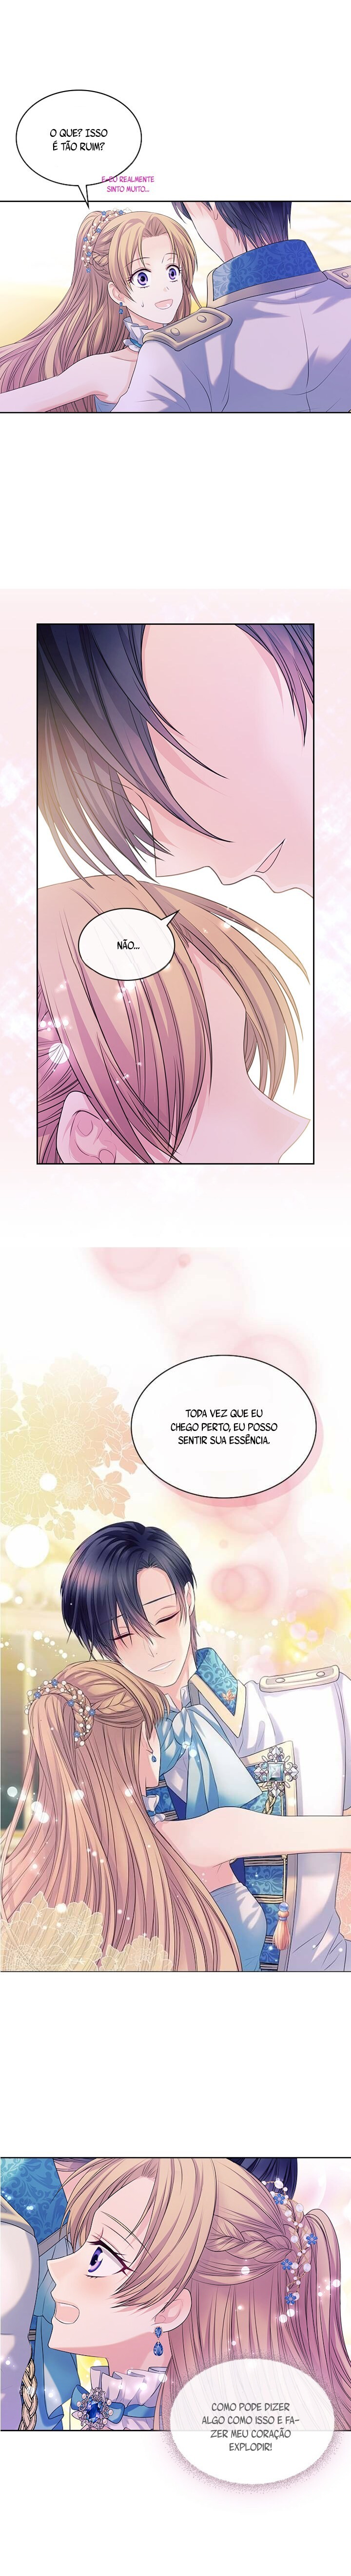 O QUE? ISSO
É TÃO RUIM?
E-EU REALMENTE
SINTO MUITO...
NÃO...
TODA VEZ QUE EU
CHEGO PERTO, EU POSSO
SENTIR SUA ESSÊNCIA.
COMO PODE DIZER
ALGO COMO ISSO E FA-
ZER MEU CORAÇÃO
EXPLODIR!